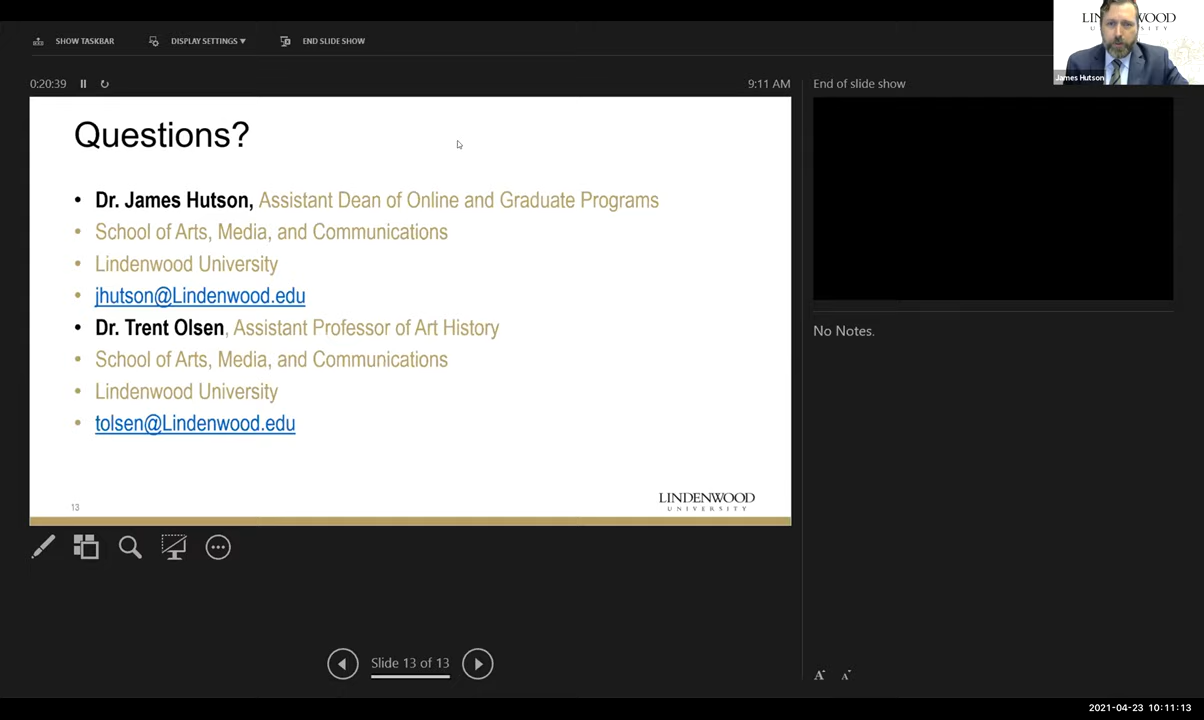 SHOW TASKBAR
DISPLAY SETTINGS ▼
END SLIDE SHOW
LINDENWOOD
UNIVERSITY
James Hutson
0:20:39
9:11 AM
End of slide show
Questions?
• Dr. James Hutson, Assistant Dean of Online and Graduate Programs
• School of Arts, Media, and Communications
• Lindenwood University
• jhutson@Lindenwood.edu
• Dr. Trent Olsen, Assistant Professor of Art History
• School of Arts, Media, and Communications
• Lindenwood University
• tolsen@Lindenwood.edu
13
LINDENWOOD
UNIVERSITY
No Notes.
Slide 13 of 13
A A
2021-04-23 10:11:13